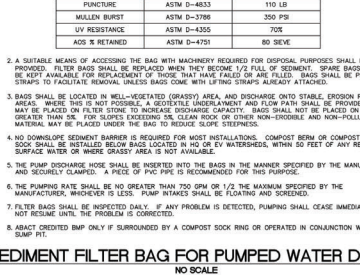 PUNCTURE ASTM D-4833 110 LB
MULLEN BURST ASTM D-3786 350 PSI
UV RESISTANCE ASTM D-4355 70%
AOS % RETAINED ASTM D-4751 80 SIEVE
2. A SUITABLE MEANS OF ACCESSING THE BAG WITH MACHINERY REQUIRED FOR DISPOSAL PURPOSES SHALL
PROVIDED. FILTER BAGS SHALL BE REPLACED WHEN THEY BECOME 1/2 FULL OF SEDIMENT. SPARE BAGS
BE KEPT AVAILABLE FOR REPLACEMENT OF THOSE THAT HAVE FAILED OR ARE FILLED. BAGS SHALL BE P
STRAPS TO FACILITATE REMOVAL UNLESS BAGS COME WITH LIFTING STRAPS ALREADY ATTACHED.
3. BAGS SHALL BE LOCATED IN WELL-VEGETATED (GRASSY) AREA, AND DISCHARGE ONTO STABLE, EROSION R
AREAS. WHERE THIS IS NOT POSSIBLE, A GEOTEXTILE UNDERLAYMENT AND FLOW PATH SHALL BE PROVIDE
MAY BE PLACED ON FILTER STONE TO INCREASE DISCHARGE CAPACITY. BAGS SHALL NOT BE PLACED ON
GREATER THAN 5%. FOR SLOPES EXCEEDING 5%, CLEAN ROCK OR OTHER NON-ERODIBLE AND NON-POLLU
MATERIAL MAY BE PLACED UNDER THE BAG TO REDUCE SLOPE STEEPNESS.
4. NO DOWNSLOPE SEDIMENT BARRIER IS REQUIRED FOR MOST INSTALLATIONS. COMPOST BERM OR COMPOST
SOCK SHALL BE INSTALLED BELOW BAGS LOCATED IN HQ OR EV WATERSHEDS, WITHIN 50 FEET OF ANY RE
SURFACE WATER OR WHERE GRASSY AREA IS NOT AVAILABLE.
5. THE PUMP DISCHARGE HOSE SHALL BE INSERTED INTO THE BAGS IN THE MANNER SPECIFIED BY THE MANU
AND SECURELY CLAMPED. A PIECE OF PVC PIPE IS RECOMMENDED FOR THIS PURPOSE.
6. THE PUMPING RATE SHALL BE NO GREATER THAN 750 GPM OR 1/2 THE MAXIMUM SPECIFIED BY THE
MANUFACTURER, WHICHEVER IS LESS. PUMP INTAKES SHALL BE FLOATING AND SCREENED.
7. FILTER BAGS SHALL BE INSPECTED DAILY. IF ANY PROBLEM IS DETECTED, PUMPING SHALL CEASE IMMEDIA
NOT RESUME UNTIL THE PROBLEM IS CORRECTED.
8. ABACT CREDITED BMP ONLY IF SURROUNDED BY A COMPOST SOCK RING OR OPERATED IN CONJUNCTION W
SUMP PIT.
EDIMENT FILTER BAG FOR PUMPED WATER D
NO SCALE